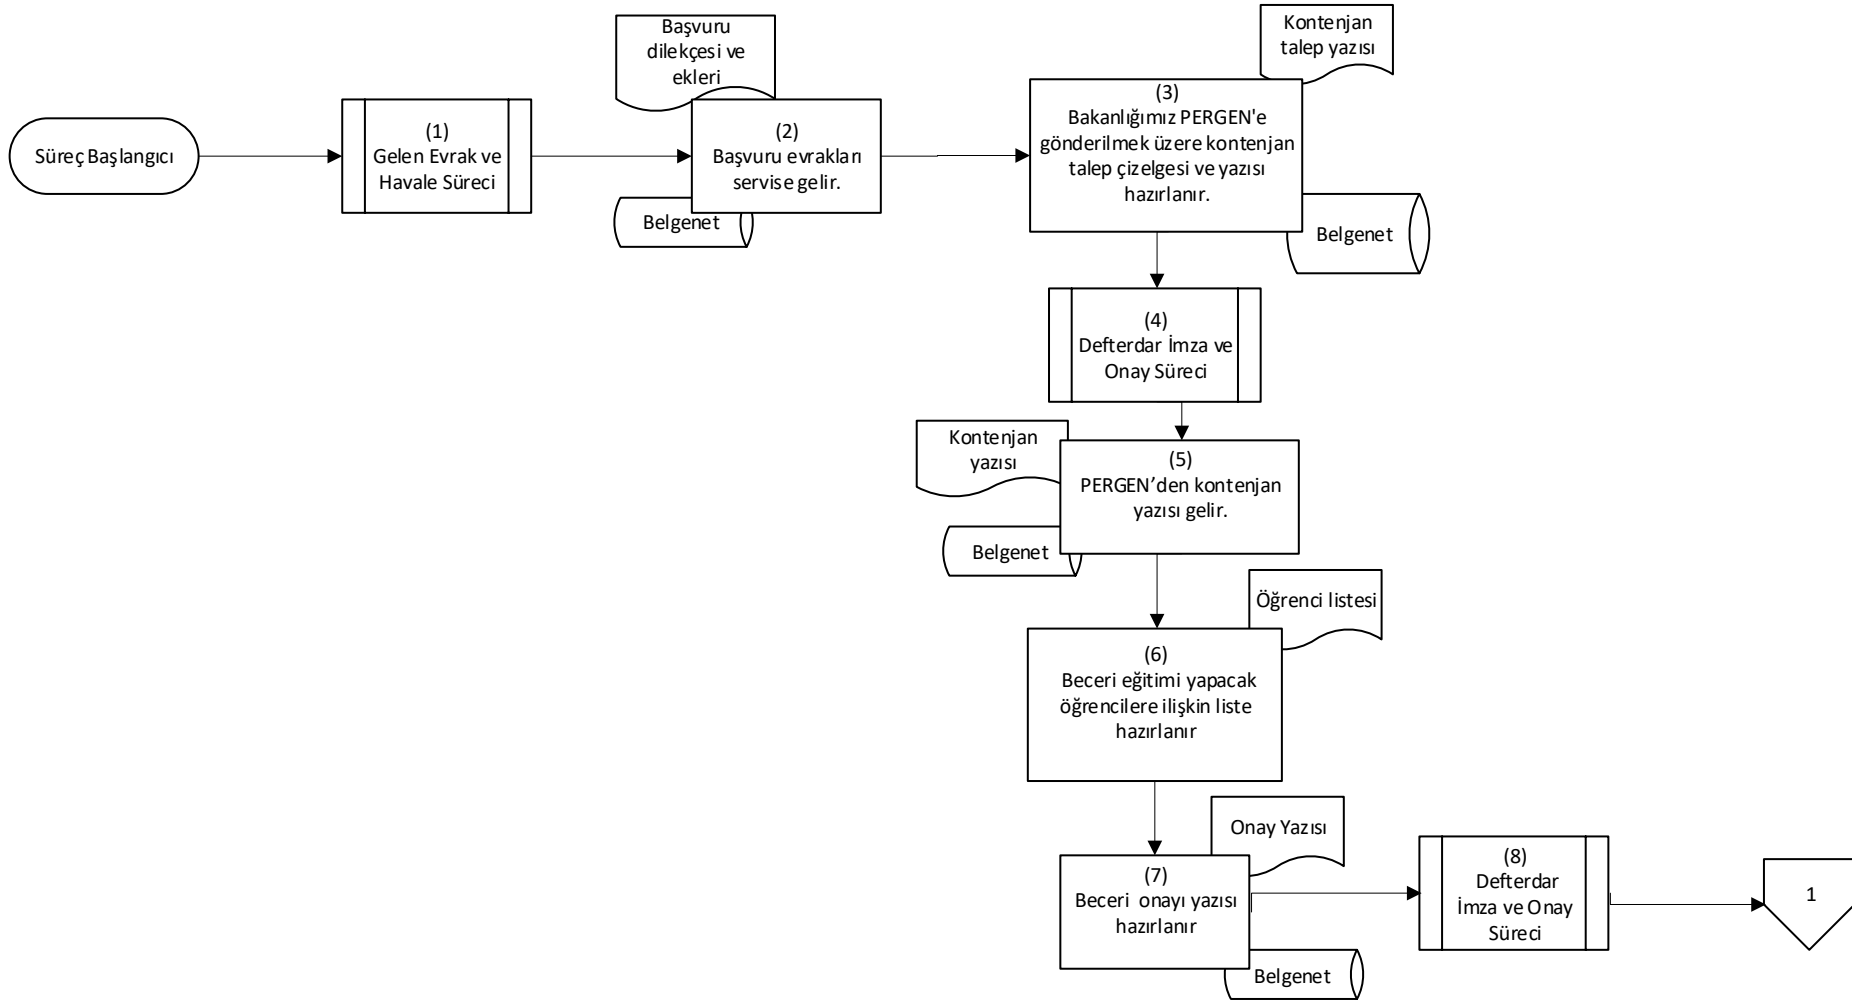 Süreç Başlangıcı
(1)
Gelen Evrak ve
Havale Süreci
Başvuru
dilekçesi ve
ekleri
(2)
Başvuru evrakları
servise gelir.
Belgenet
Kontenjan
talep yazısı
(3)
Bakanlığımız PERGEN'e
gönderilmek üzere kontenjan
talep çizelgesi ve yazısı
hazırlanır.
Belgenet
(4)
Defterdar İmza ve
Onay Süreci
Kontenjan
yazısı
(5)
PERGEN’den kontenjan
yazısı gelir.
Belgenet
Öğrenci listesi
(6)
Beceri eğitimi yapacak
öğrencilere ilişkin liste
hazırlanır
Onay Yazısı
(7)
Beceri onayı yazısı
hazırlanır
Belgenet
(8)
Defterdar
İmza ve Onay
Süreci
1